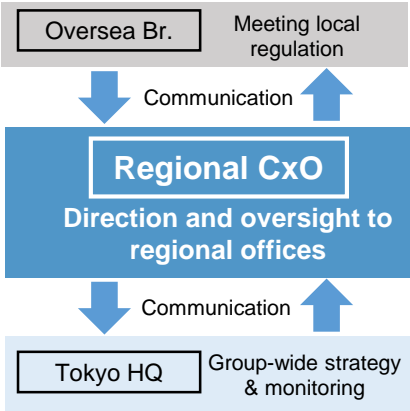 Oversea Br.
Meeting local
regulation
Communication
Regional CxO
Direction and oversight to
regional offices
Communication
Tokyo HQ
Group-wide strategy
& monitoring